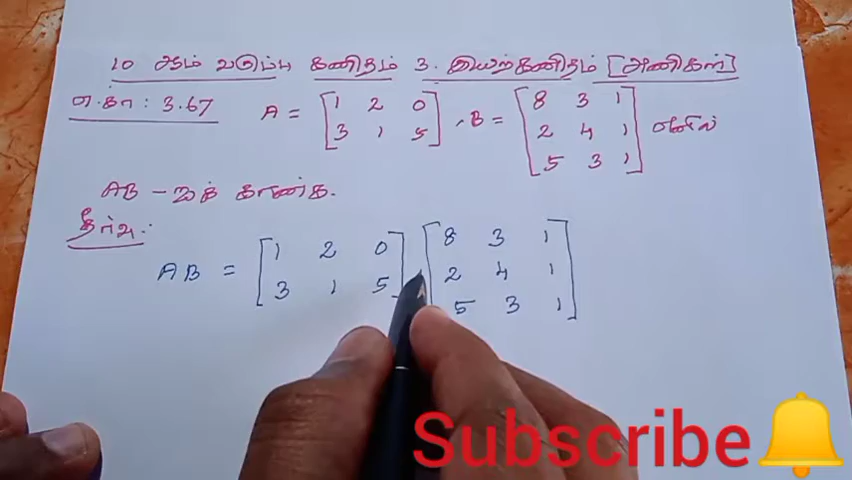 10 ஆம் வகுப்பு கணிதம் 3. இயற்கணிதம் [அணிகள்]
எ.கா : 3.67 A = [1 2 0 , B = [8 3 1 எனில்
3 1 5] 2 4 1
5 3 1]
AB - ஐக் காண்க.
தீர்வு:
AB = [1 2 0 [8 3 1
3 1 5] 2 4 1
5 3 1]
Subscribe